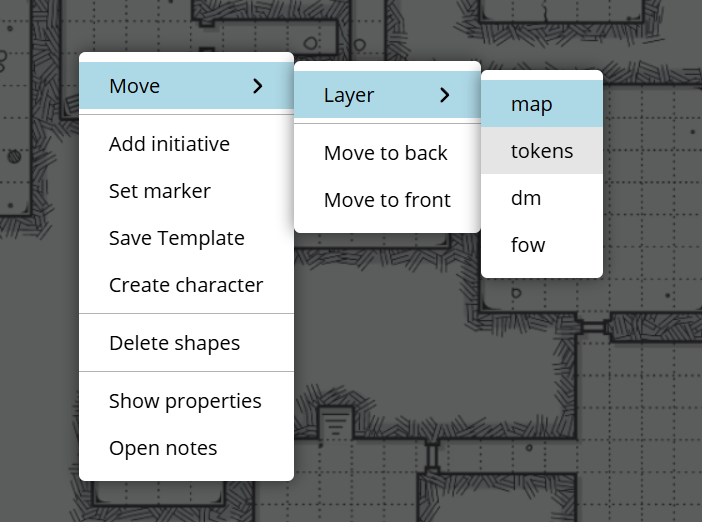 Move
Add initiative
Set marker
Save Template
Create character
Delete shapes
Show properties
Open notes
Layer
Move to back
Move to front
map
tokens
dm
fow